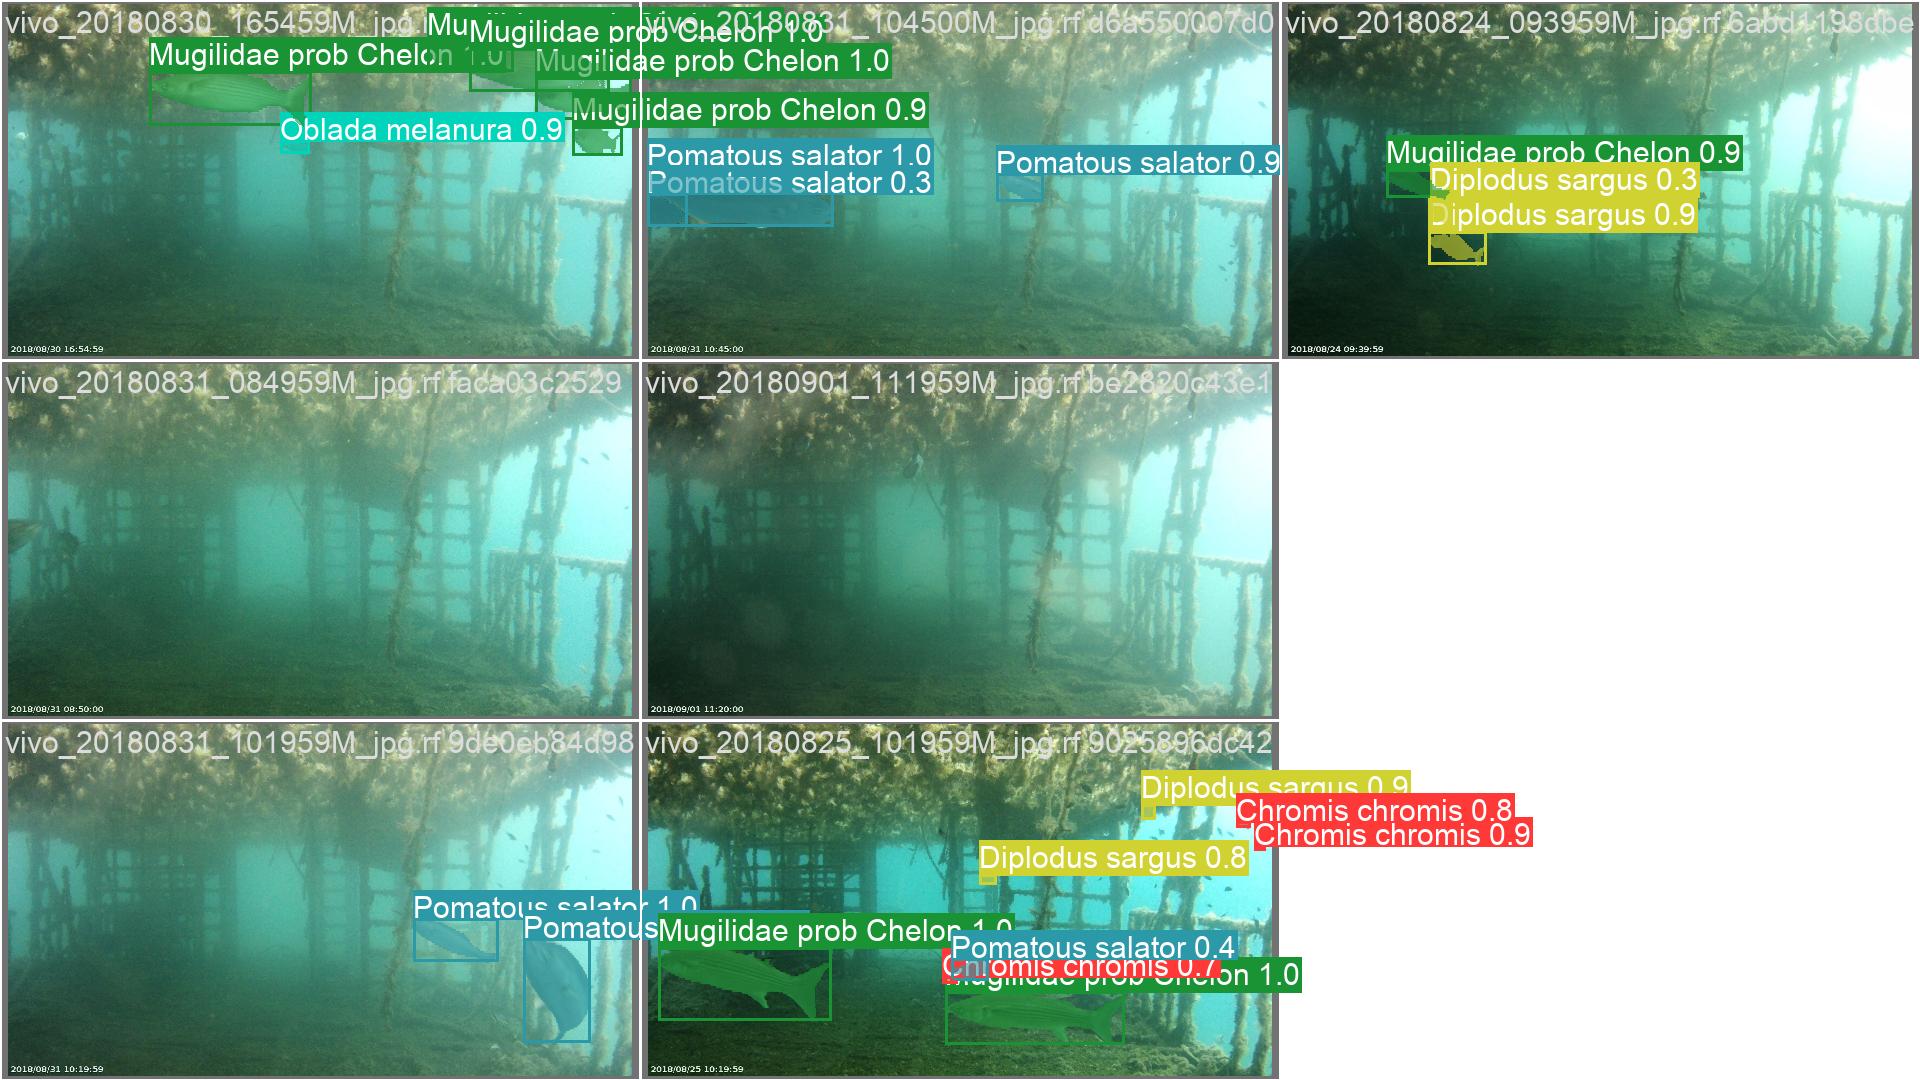 vivo_20180830_165459M_jpg.rf.
Mu
Mugilidae prob Chelon 1.0
Mugilidae prob Chelon 1.0
Mugilidae prob Chelon 1.0
Mugilidae prob Chelon 0.9
Oblada melanura 0.9
2018/08/30 16:54:59
vivo_20180831_104500M_jpg.rf.d6a550007d0
Pomatous salator 1.0
Pomatous salator 0.3
Pomatous salator 0.9
2018/08/31 10:45:00
vivo_20180824_093959M_jpg.rf.6abd1198dbe
Mugilidae prob Chelon 0.9
Diplodus sargus 0.3
Diplodus sargus 0.9
2018/08/24 09:39:59
vivo_20180831_084959M_jpg.rf.faca03c2529
2018/08/31 08:50:00
vivo_20180901_111959M_jpg.rf.be2820c43e1
2018/09/01 11:20:00
vivo_20180831_101959M_jpg.rf.9de0eb84d98
Pomatous salator 1.0
Pomatous
2018/08/31 10:19:59
vivo_20180825_101959M_jpg.rf.9025896dc42
Diplodus sargus 0.9
Chromis chromis 0.8
Chromis chromis 0.9
Diplodus sargus 0.8
Mugilidae prob Chelon 1.0
Pomatous salator 0.4
Chromis chromis 0.7
Mugilidae prob Chelon 1.0
2018/08/25 10:19:59